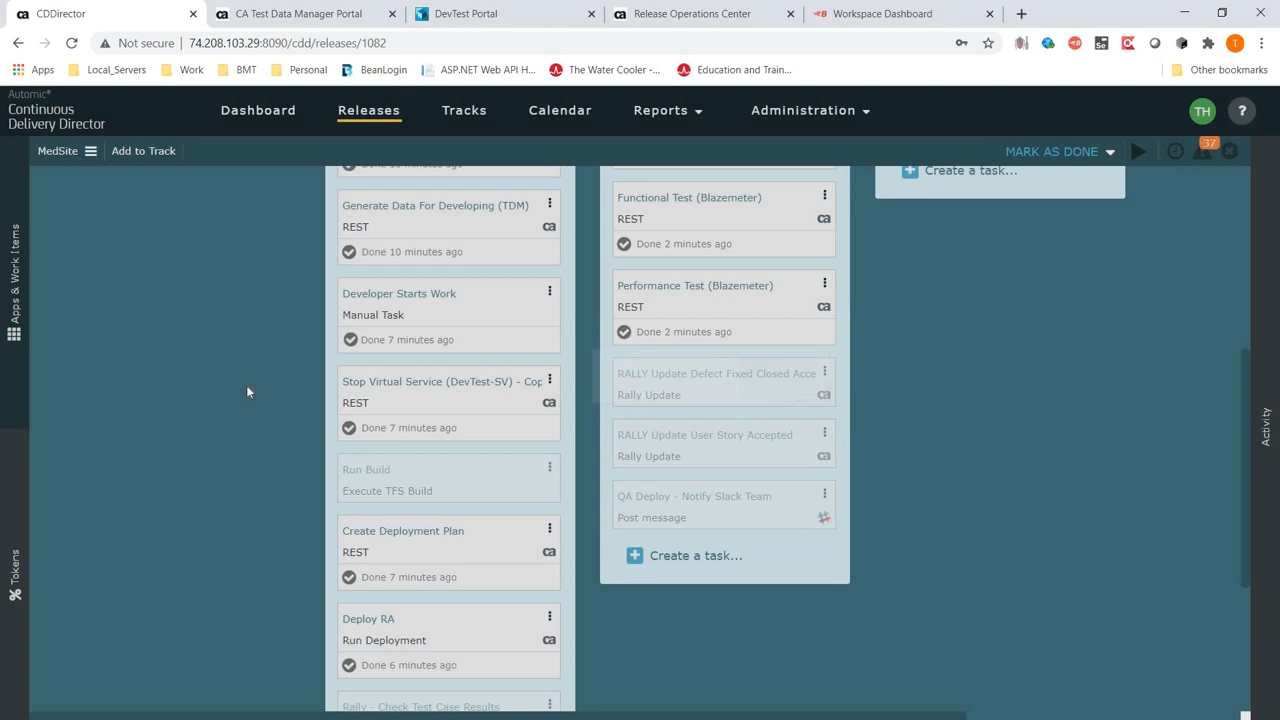 CDDirector
CA Test Data Manager Portal
DevTest Portal
Release Operations Center
Workspace Dashboard
Not secure
74.208.103.29:8090/cdd/releases/1082
Apps
Local_Servers
Work
BMT
Personal
BeanLogin
ASP.NET Web API H...
The Water Cooler -...
Education and Train...
Other bookmarks
Automic®
Continuous
Delivery Director
Dashboard
Releases
Tracks
Calendar
Reports
Administration
TH
?
MedSite
Add to Track
MARK AS DONE
37
Apps & Work Items
Tokens
Activity
Generate Data For Developing (TDM)
REST
ca
Done 10 minutes ago
Developer Starts Work
Manual Task
Done 7 minutes ago
Stop Virtual Service (DevTest-SV) - Cop
REST
ca
Done 7 minutes ago
Run Build
Execute TFS Build
Create Deployment Plan
REST
ca
Done 7 minutes ago
Deploy RA
Run Deployment
ca
Done 6 minutes ago
Rally - Check Test Case Results
Functional Test (Blazemeter)
REST
ca
Done 2 minutes ago
Performance Test (Blazemeter)
REST
ca
Done 2 minutes ago
RALLY Update Defect Fixed Closed Acce
Rally Update
ca
RALLY Update User Story Accepted
Rally Update
ca
QA Deploy - Notify Slack Team
Post message
Create a task...
Create a task...